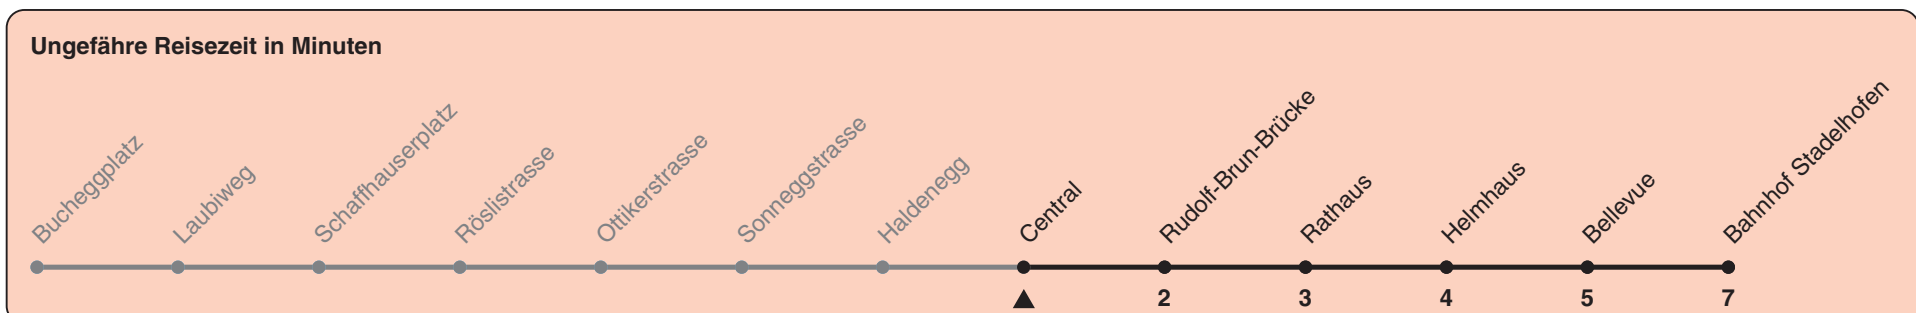 Ungefähre Reisezeit in Minuten
Bucheggplatz
Laubiweg
Schaffhauserplatz
Röslistrasse
Ottikerstrasse
Sonneggstrasse
Haldenegg
Central
Rudolf-Brun-Brücke
Rathaus
Helmhaus
Bellevue
Bahnhof Stadelhofen
2 3 4 5 7